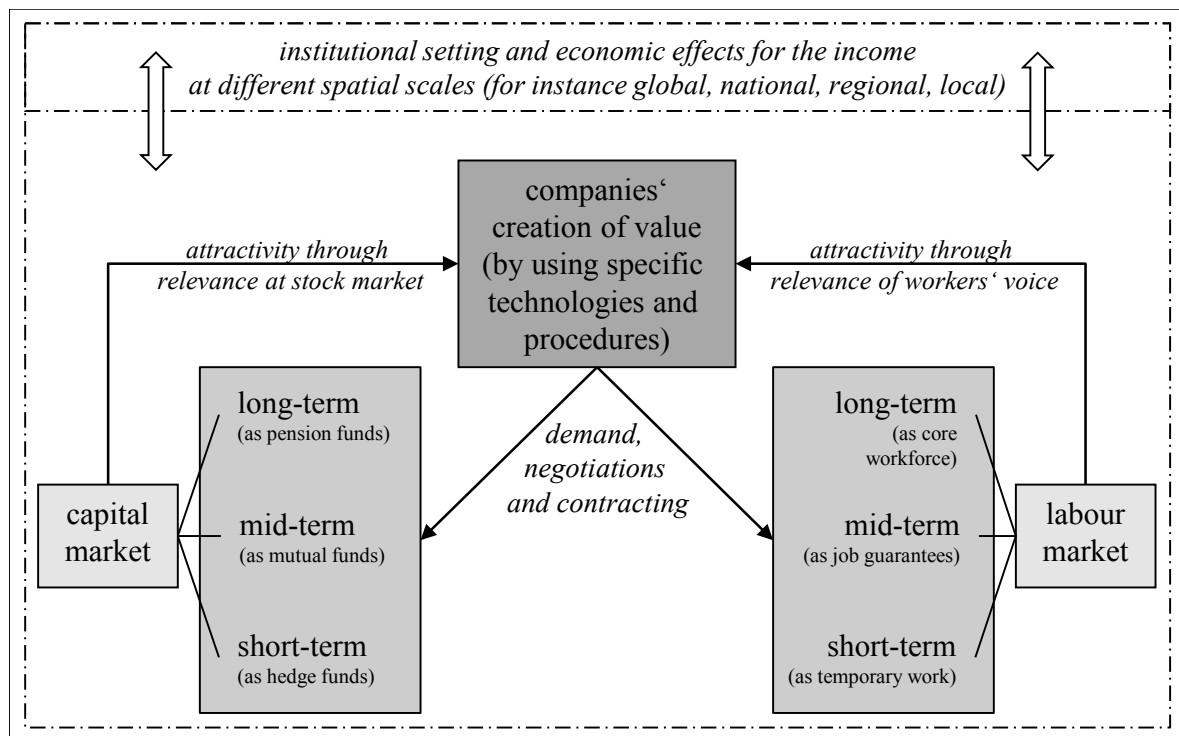 institutional setting and economic effects for the income
at different spatial scales (for instance global, national, regional, local)
companies‘
creation of value
(by using specific
technologies and
procedures)
attractivity through
relevance at stock market
attractivity through
relevance of workers‘ voice
long-term
(as pension funds)
mid-term
(as mutual funds)
short-term
(as hedge funds)
capital
market
demand,
negotiations
and contracting
long-term
(as core
workforce)
mid-term
(as job guarantees)
short-term
(as temporary work)
labour
market